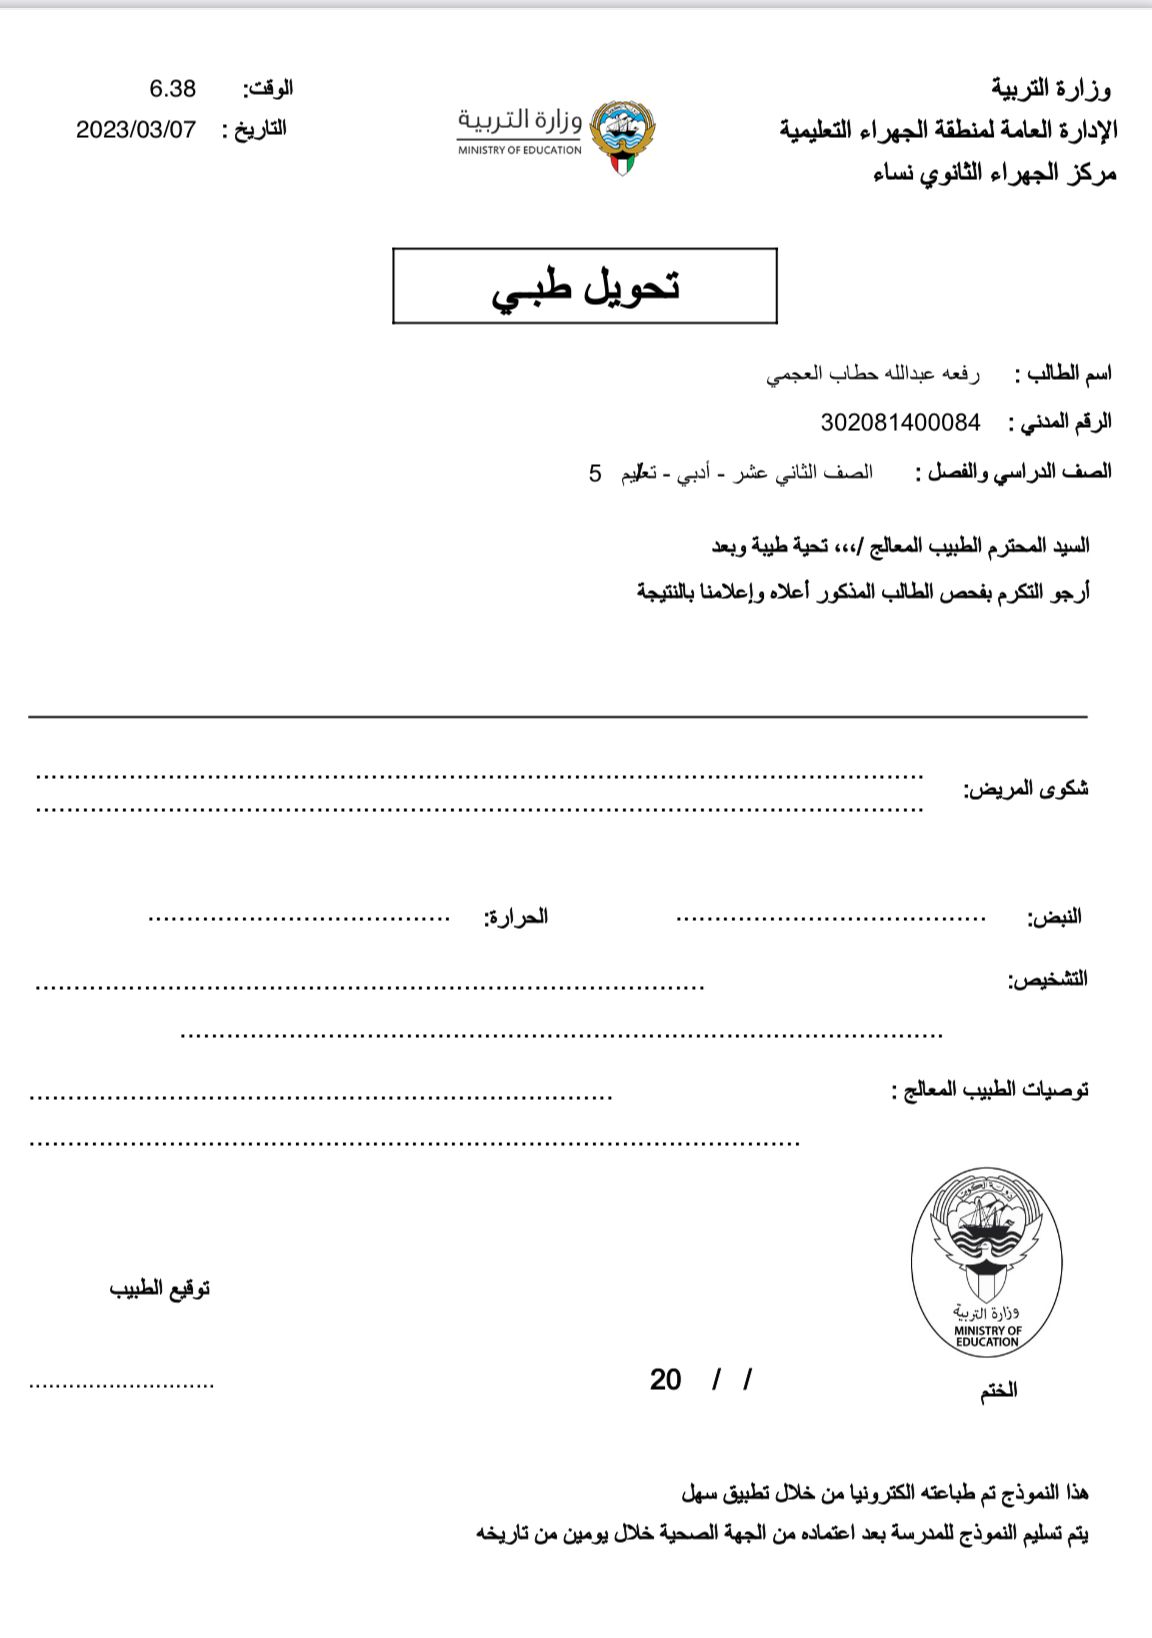 وزارة التربية
الإدارة العامة لمنطقة الجهراء التعليمية
مركز الجهراء الثانوي نساء
وزارة التربية
MINISTRY OF EDUCATION
الوقت: 6.38
التاريخ : 2023/03/07
تحويل طبي
اسم الطالب : رفعه عبدالله حطاب العجمي
الرقم المدني : 302081400084
الصف الدراسي والفصل : الصف الثاني عشر - أدبي - تعليم / 5
السيد المحترم الطبيب المعالج /،،، تحية طيبة وبعد
أرجو التكرم بفحص الطالب المذكور أعلاه وإعلامنا بالنتيجة
شكوى المريض:
النبض: الحرارة:
التشخيص:
توصيات الطبيب المعالج :
دولة الكويت
وزارة التربية
MINISTRY OF
EDUCATION
توقيع الطبيب
الختم
20 / /
هذا النموذج تم طباعته الكترونيا من خلال تطبيق سهل
يتم تسليم النموذج للمدرسة بعد اعتماده من الجهة الصحية خلال يومين من تاريخه